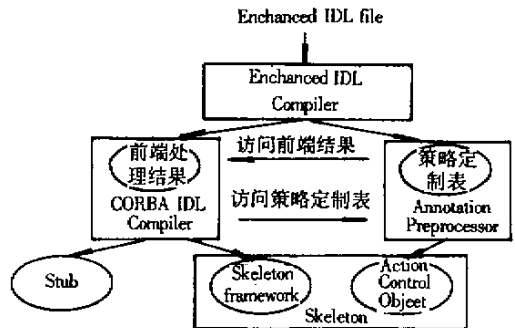 Enchanced IDL file
Enchanced IDL
Compiler
前端处
理结果
CORBA IDL
Compiler
访问前端结果
访问策略定制表
策略定
制表
Annotation
Preprocessor
Stub
Skeleton
framework
Action
Control
Object
Skeleton